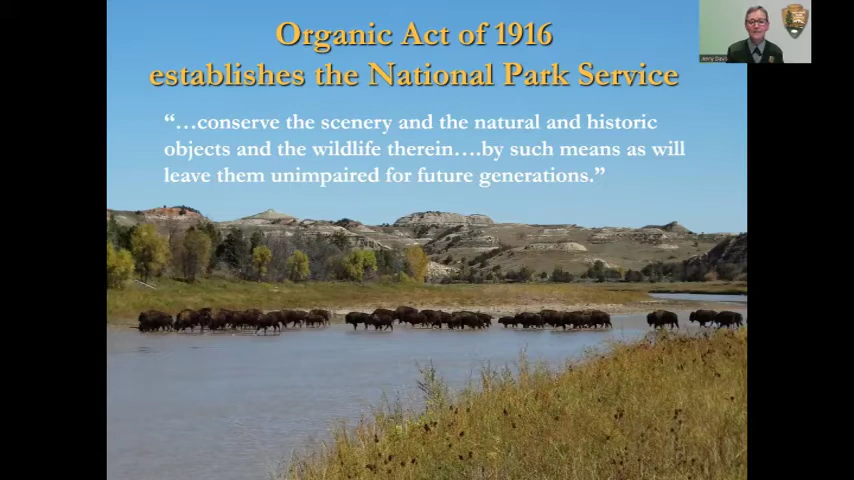 Organic Act of 1916
establishes the National Park Service
“…conserve the scenery and the natural and historic
objects and the wildlife therein….by such means as will
leave them unimpaired for future generations.”